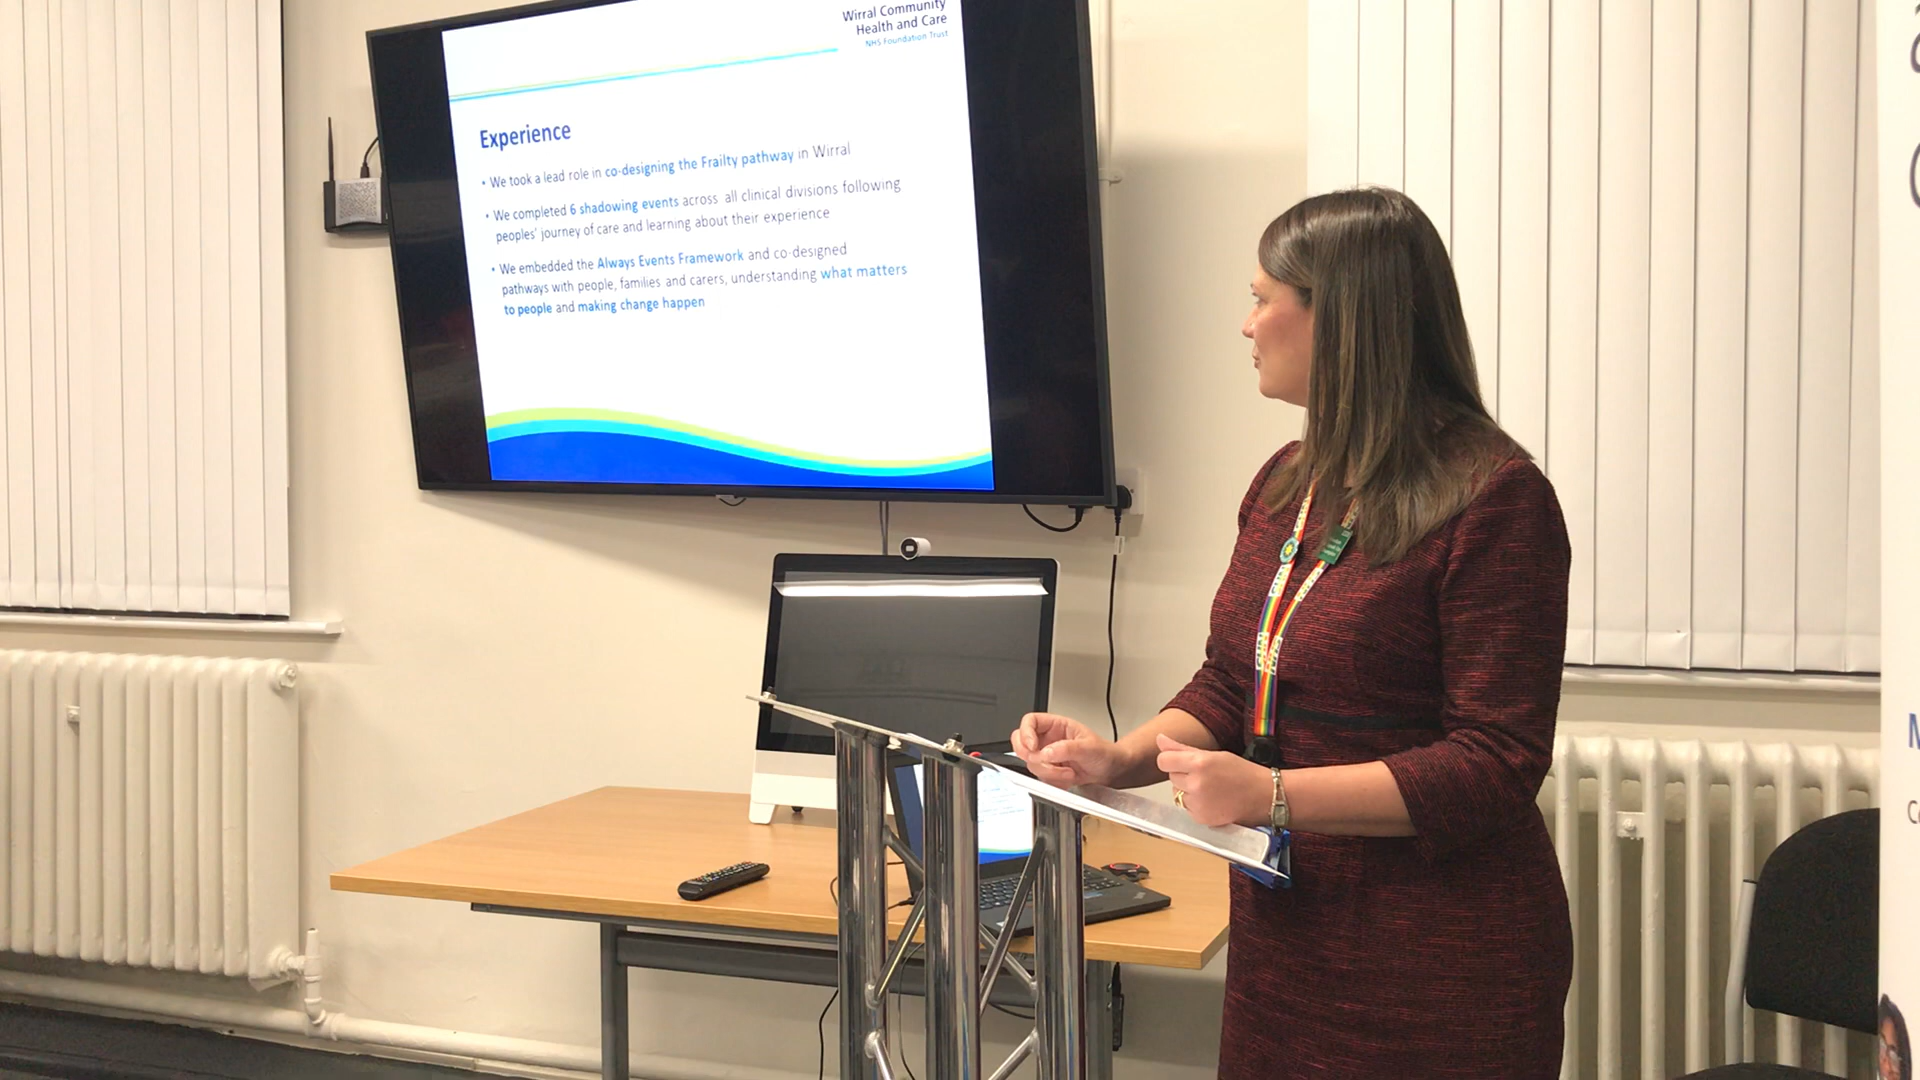 Wirral Community
Health and Care
NHS Foundation Trust
Experience
• We took a lead role in co-designing the Frailty pathway in Wirral
• We completed 6 shadowing events across all clinical divisions following
peoples' journey of care and learning about their experience
• We embedded the Always Events Framework and co-designed
pathways with people, families and carers, understanding what matters
to people and making change happen